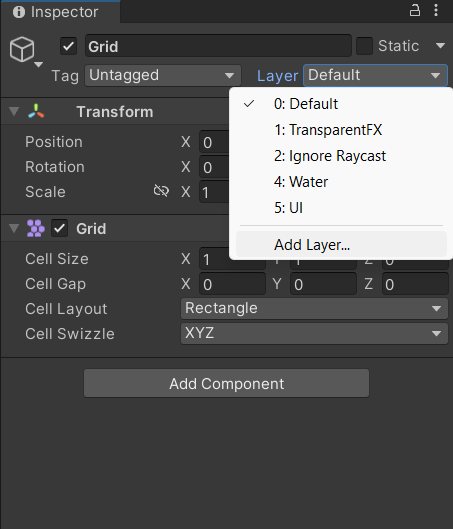 Inspector
Grid
Static
Tag Untagged Layer Default
0: Default
1: TransparentFX
2: Ignore Raycast
4: Water
5: UI
Add Layer...
Transform
Position X 0
Rotation X 0
Scale X 1
Grid
Cell Size X 1 Y 1 Z 0
Cell Gap X 0 Y 0 Z 0
Cell Layout Rectangle
Cell Swizzle XYZ
Add Component